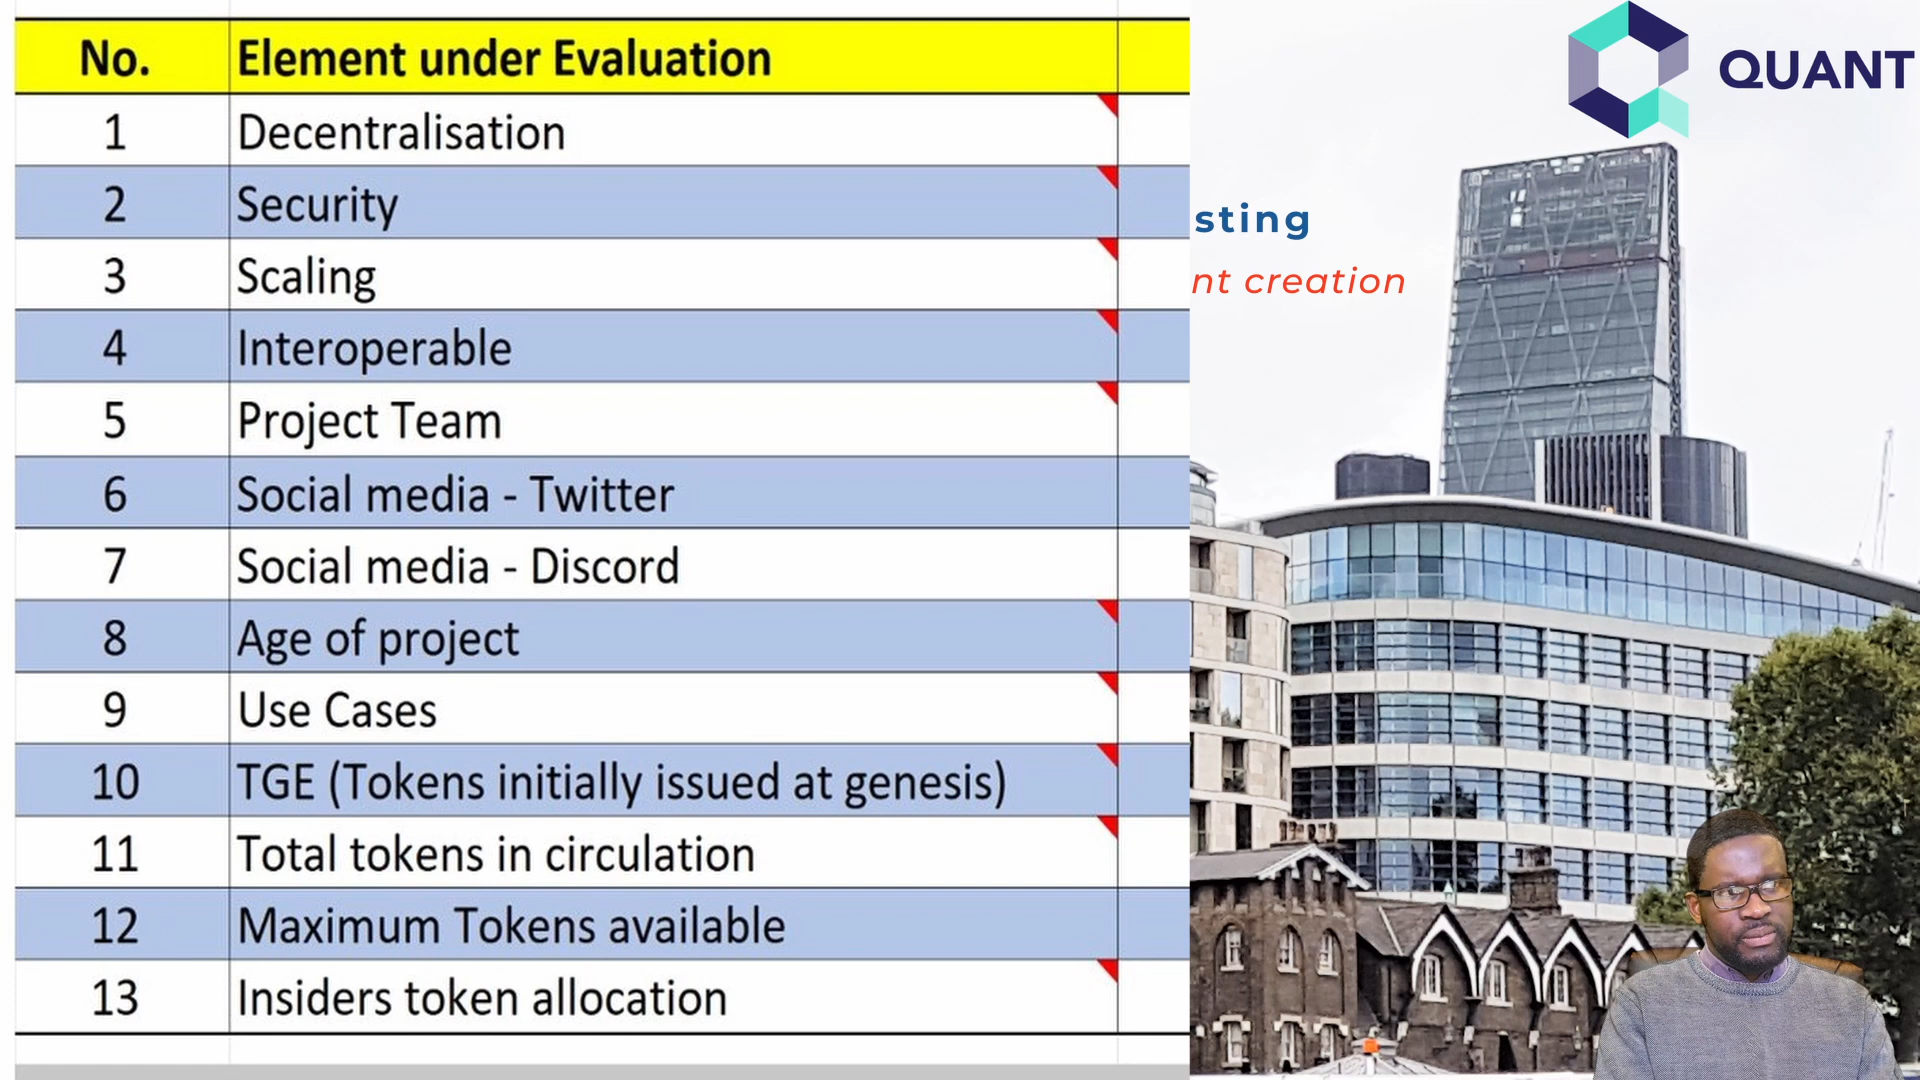 No. Element under Evaluation
1 Decentralisation
2 Security
3 Scaling
4 Interoperable
5 Project Team
6 Social media - Twitter
7 Social media - Discord
8 Age of project
9 Use Cases
10 TGE (Tokens initially issued at genesis)
11 Total tokens in circulation
12 Maximum Tokens available
13 Insiders token allocation
QUANT
sting
nt creation